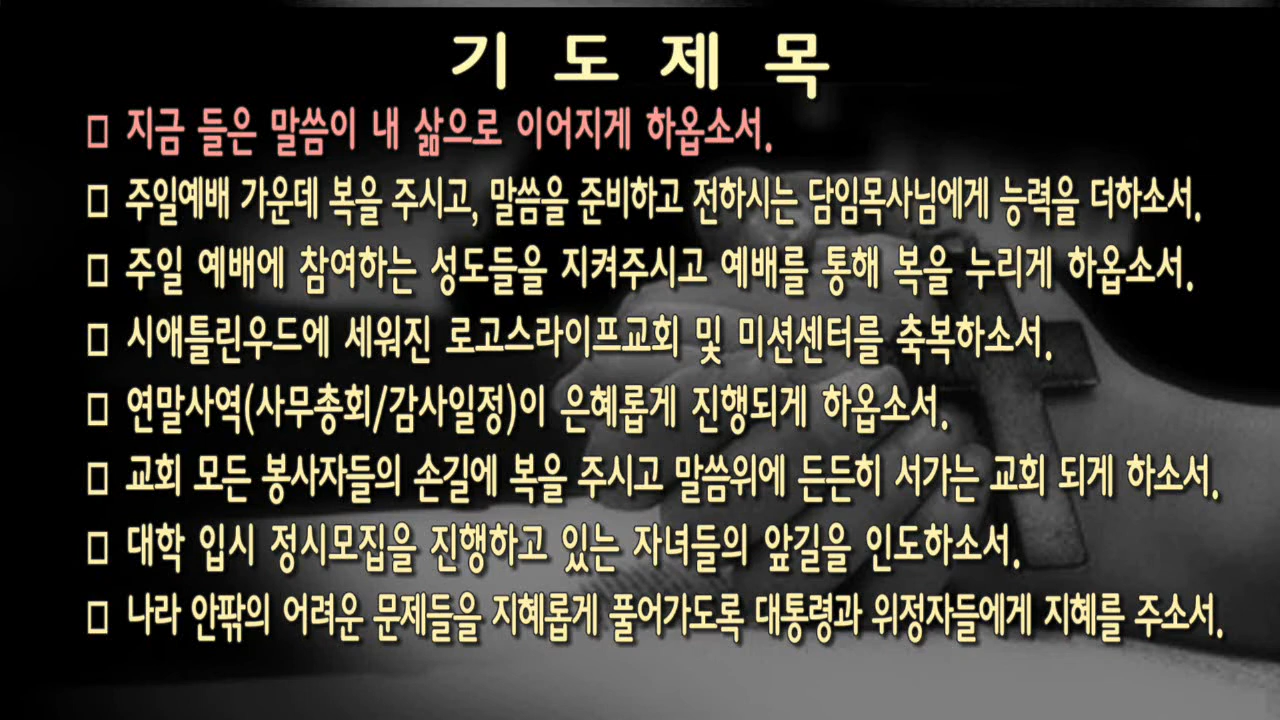 기 도 제 목
□ 지금 들은 말씀이 내 삶으로 이어지게 하옵소서.
□ 주일예배 가운데 복을 주시고, 말씀을 준비하고 전하시는 담임목사님에게 능력을 더하소서.
□ 주일 예배에 참여하는 성도들을 지켜주시고 예배를 통해 복을 누리게 하옵소서.
□ 시애틀린우드에 세워진 로고스라이프교회 및 미션센터를 축복하소서.
□ 연말사역(사무총회/감사일정)이 은혜롭게 진행되게 하옵소서.
□ 교회 모든 봉사자들의 손길에 복을 주시고 말씀위에 든든히 서가는 교회 되게 하소서.
□ 대학 입시 정시모집을 진행하고 있는 자녀들의 앞길을 인도하소서.
□ 나라 안팎의 어려운 문제들을 지혜롭게 풀어가도록 대통령과 위정자들에게 지혜를 주소서.